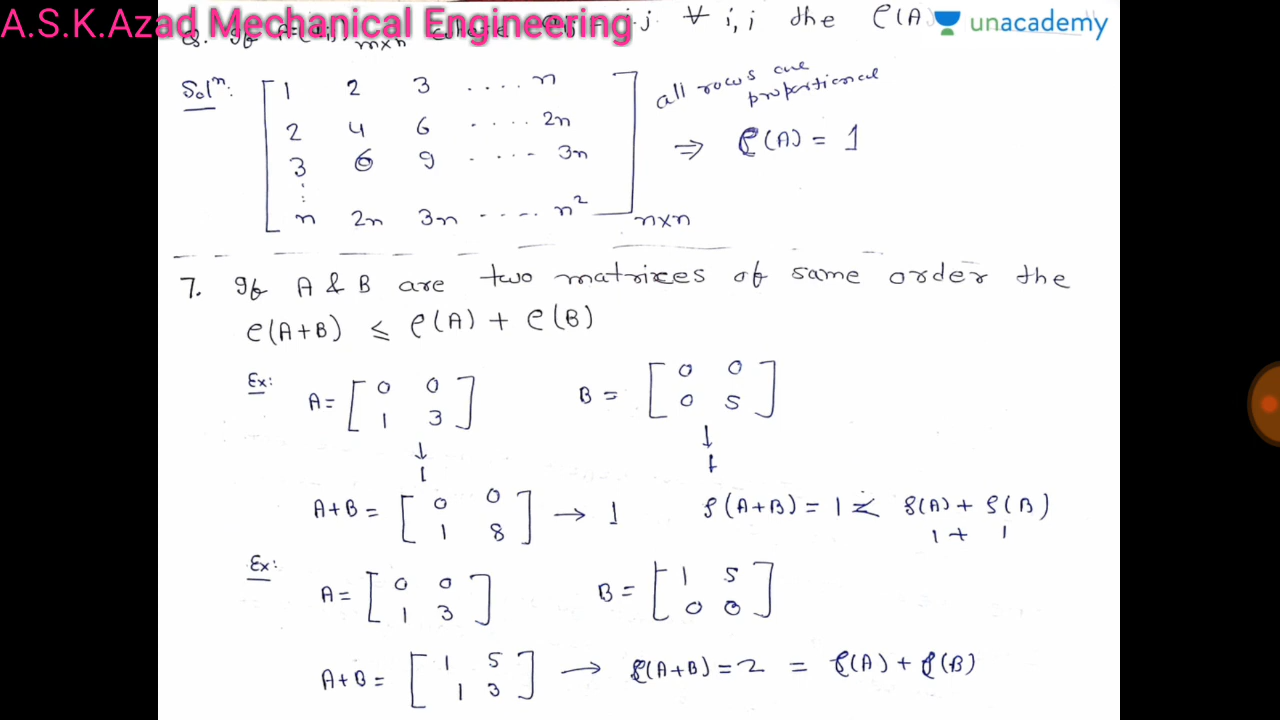 A.S.K.Azad Mechanical Engineering
i.j ∀ i,j the ρ(A) unacademy
m×n
Solⁿ: [ 1 2 3 .... n ] all rows are proportional
2 4 6 .... 2n
3 6 9 .... 3n ⇒ ρ(A) = 1
⋮
n 2n 3n .... n² n×n
7. If A & B are two matrices of same order the
ρ(A+B) ≤ ρ(A) + ρ(B)
Ex: A = [ 0 0 B = [ 0 0
1 3 ] 0 5 ]
↓ ↓
1 1
A+B = [ 0 0 → 1 ρ(A+B) = 1 < ρ(A) + ρ(B)
1 8 ] 1 + 1
Ex:
A = [ 0 0 B = [ 1 5
1 3 ] 0 0 ]
A+B = [ 1 5 → ρ(A+B) = 2 = ρ(A) + ρ(B)
1 3 ]